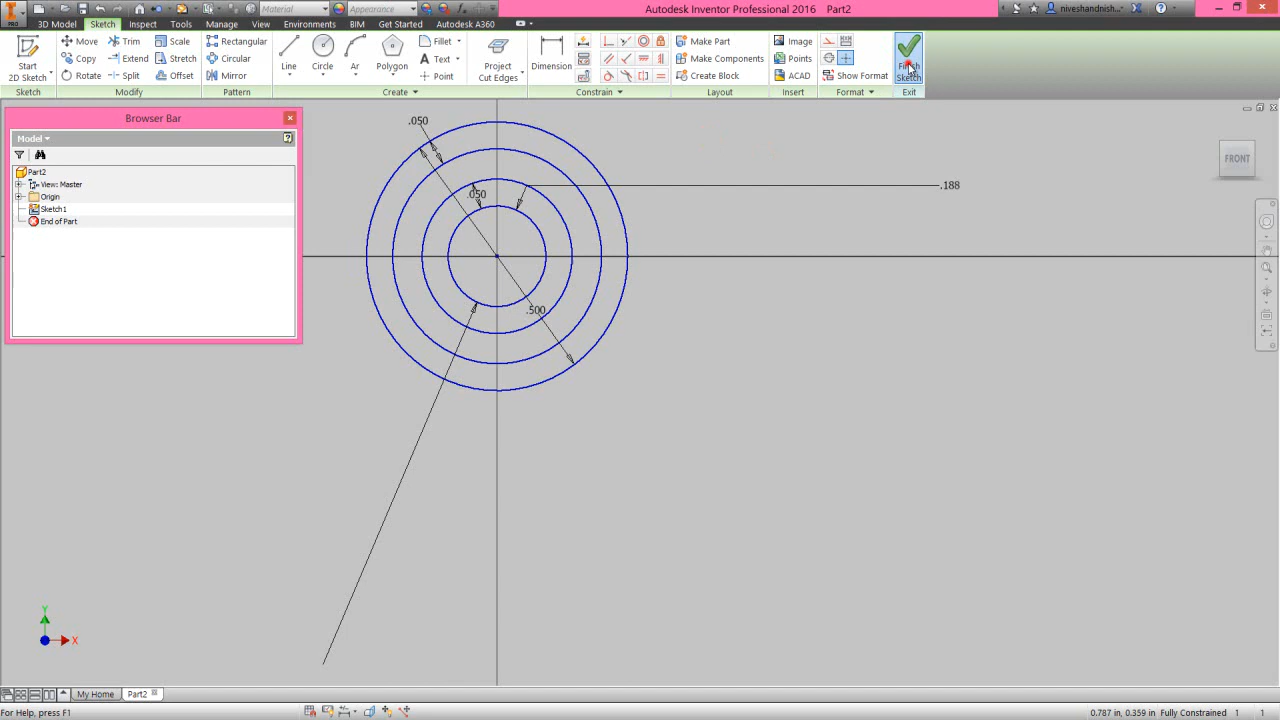 Material
Appearance
Autodesk Inventor Professional 2016 Part2
niveshandnish...
PRO
3D Model Sketch Inspect Tools Manage View Environments BIM Get Started Autodesk A360
Start
2D Sketch
Move Trim Scale
Copy Extend Stretch
Rotate Split Offset
Rectangular
Circular
Mirror
Line Circle Ar Polygon
Fillet
Text
Point
Project
Cut Edges
Dimension
Make Part
Make Components
Create Block
Image
Points
ACAD
Show Format
Finish
Sketch
Sketch Modify Pattern Create Constrain Layout Insert Format Exit
Browser Bar
Model
Part2
View: Master
Origin
Sketch1
End of Part
.050
.050
.188
.500
FRONT
Y
X
My Home Part2
For Help, press F1
0.787 in, 0.359 in Fully Constrained 1 1